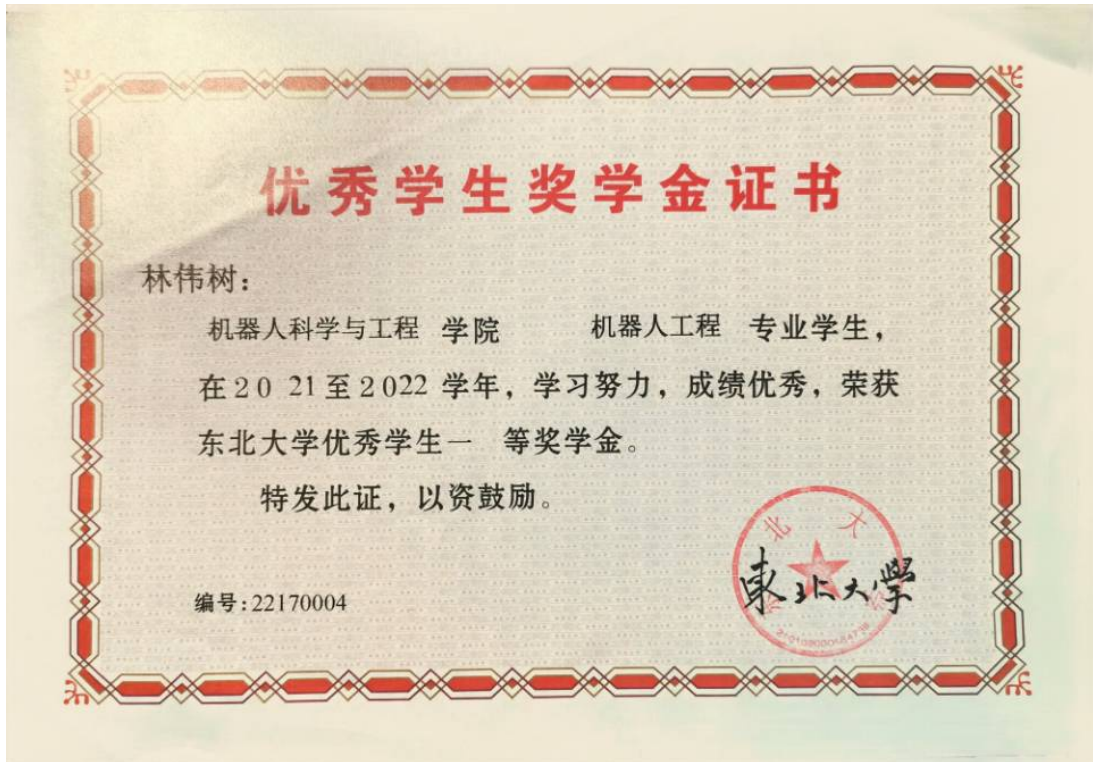 优秀学生奖学金证书
林伟树：
机器人科学与工程 学院 机器人工程 专业学生，
在20 21至2022 学年，学习努力，成绩优秀，荣获
东北大学优秀学生一 等奖学金。
特发此证，以资鼓励。
北大
東北大學
编号:22170004